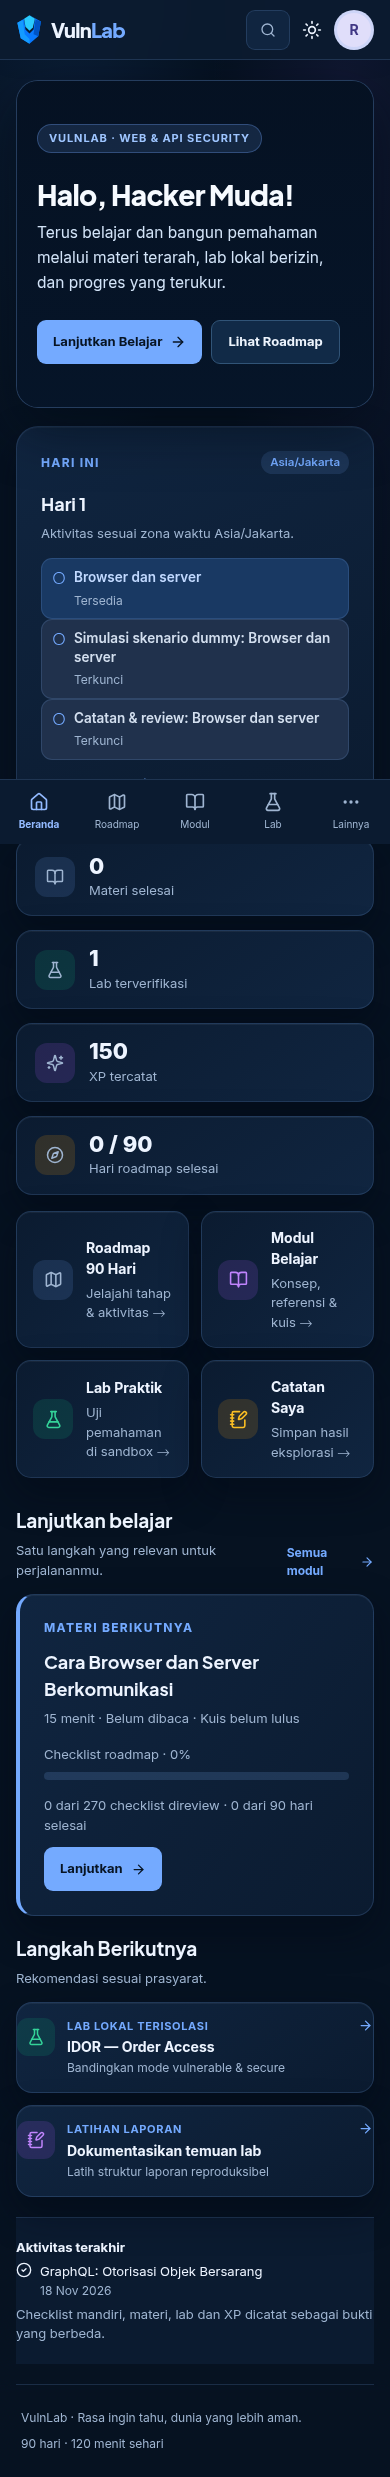 VulnLab
R
VULNLAB · WEB & API SECURITY
Halo, Hacker Muda!
Terus belajar dan bangun pemahaman
melalui materi terarah, lab lokal berizin,
dan progres yang terukur.
Lanjutkan Belajar →
Lihat Roadmap
HARI INI
Asia/Jakarta
Hari 1
Aktivitas sesuai zona waktu Asia/Jakarta.
Browser dan server
Tersedia
Simulasi skenario dummy: Browser dan
server
Terkunci
Catatan & review: Browser dan server
Terkunci
Beranda
Roadmap
Modul
Lab
Lainnya
0
Materi selesai
1
Lab terverifikasi
150
XP tercatat
0 / 90
Hari roadmap selesai
Roadmap
90 Hari
Jelajahi tahap
& aktivitas →
Modul
Belajar
Konsep,
referensi &
kuis →
Lab Praktik
Uji
pemahaman
di sandbox →
Catatan
Saya
Simpan hasil
eksplorasi →
Lanjutkan belajar
Satu langkah yang relevan untuk
perjalananmu.
Semua
modul →
MATERI BERIKUTNYA
Cara Browser dan Server
Berkomunikasi
15 menit · Belum dibaca · Kuis belum lulus
Checklist roadmap · 0%
0 dari 270 checklist direview · 0 dari 90 hari
selesai
Lanjutkan →
Langkah Berikutnya
Rekomendasi sesuai prasyarat.
LAB LOKAL TERISOLASI →
IDOR — Order Access
Bandingkan mode vulnerable & secure
LATIHAN LAPORAN →
Dokumentasikan temuan lab
Latih struktur laporan reproduksibel
Aktivitas terakhir
GraphQL: Otorisasi Objek Bersarang
18 Nov 2026
Checklist mandiri, materi, lab dan XP dicatat sebagai bukti
yang berbeda.
VulnLab · Rasa ingin tahu, dunia yang lebih aman.
90 hari · 120 menit sehari